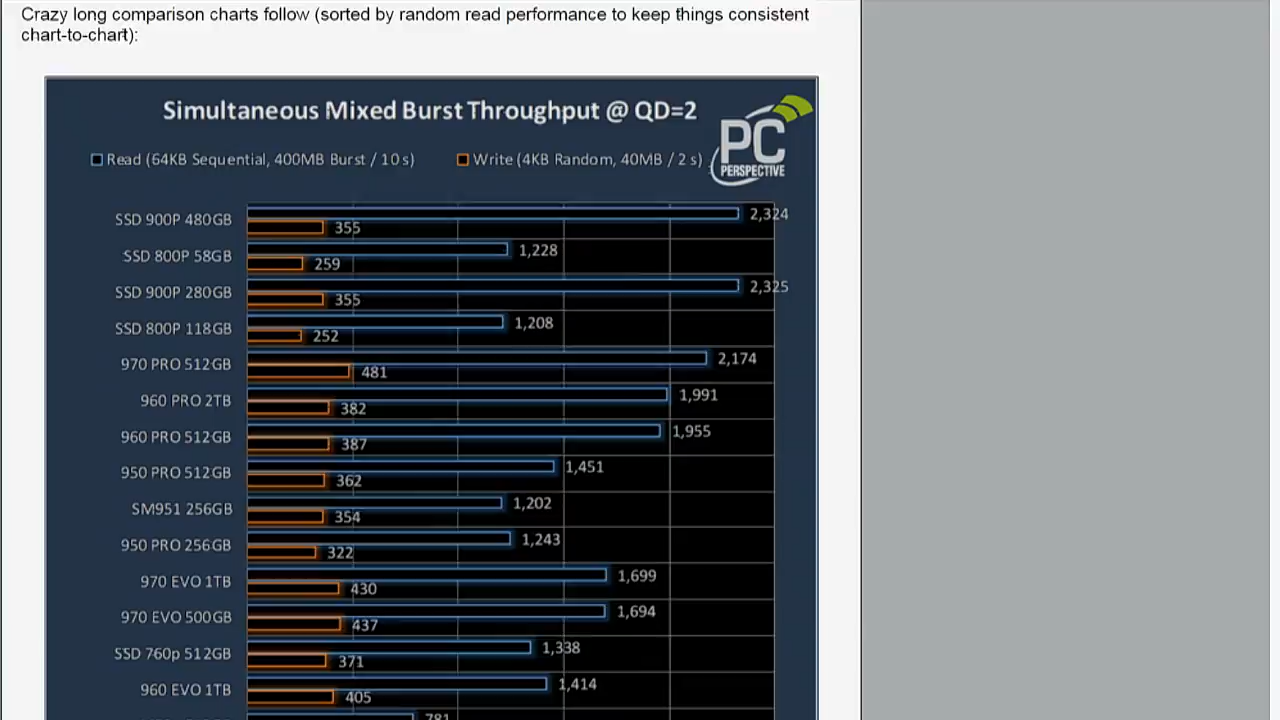 Crazy long comparison charts follow (sorted by random read performance to keep things consistent
chart-to-chart):
Simultaneous Mixed Burst Throughput @ QD=2
PC
PERSPECTIVE
Read (64KB Sequential, 400MB Burst / 10 s)
Write (4KB Random, 40MB / 2 s)
SSD 900P 480GB
2,324
355
SSD 800P 58GB
1,228
259
SSD 900P 280GB
2,325
355
SSD 800P 118GB
1,208
252
970 PRO 512GB
2,174
481
960 PRO 2TB
1,991
382
960 PRO 512GB
1,955
387
950 PRO 512GB
1,451
362
SM951 256GB
1,202
354
950 PRO 256GB
1,243
322
970 EVO 1TB
1,699
430
970 EVO 500GB
1,694
437
SSD 760p 512GB
1,338
371
960 EVO 1TB
1,414
405
781